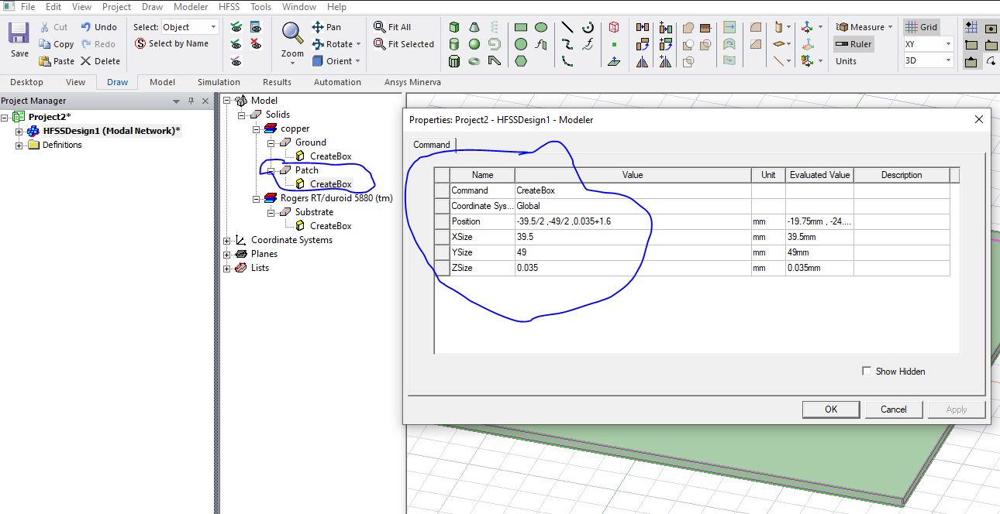 File Edit View Project Draw Modeler HFSS Tools Window Help
Save
Cut
Copy
Paste
Undo
Redo
Delete
Select: Object
Select by Name
Zoom
Pan
Rotate
Orient
Fit All
Fit Selected
Measure
Ruler
Units
Grid
XY
3D
Desktop View Draw Model Simulation Results Automation Ansys Minerva
Project Manager
Project2*
HFSSDesign1 (Modal Network)*
Definitions
Model
Solids
copper
Ground
CreateBox
Patch
CreateBox
Rogers RT/duroid 5880 (tm)
Substrate
CreateBox
Coordinate Systems
Planes
Lists
Properties: Project2 - HFSSDesign1 - Modeler
Command
Name Value Unit Evaluated Value Description
Command CreateBox
Coordinate Sys... Global
Position -39.5/2 ,-49/2 ,0.035+1.6 mm -19.75mm , -24....
XSize 39.5 mm 39.5mm
YSize 49 mm 49mm
ZSize 0.035 mm 0.035mm
Show Hidden
OK Cancel Apply